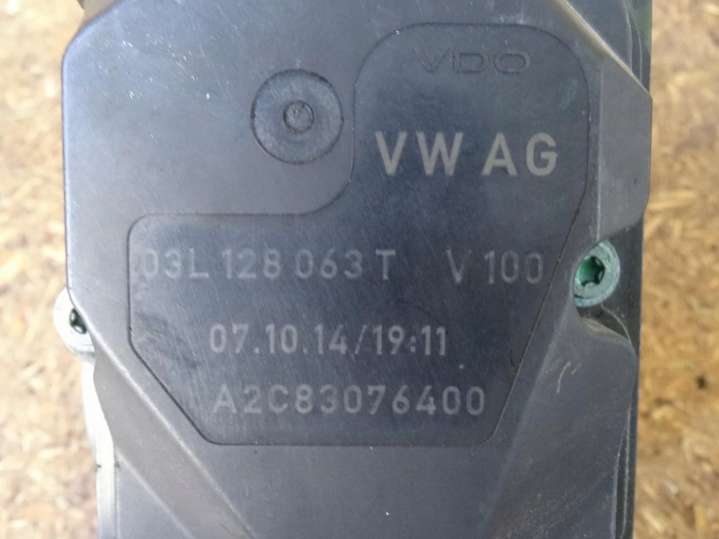 VDO
VW AG
03L 128 063 T V 100
07.10.14/19:11
A2C83076400